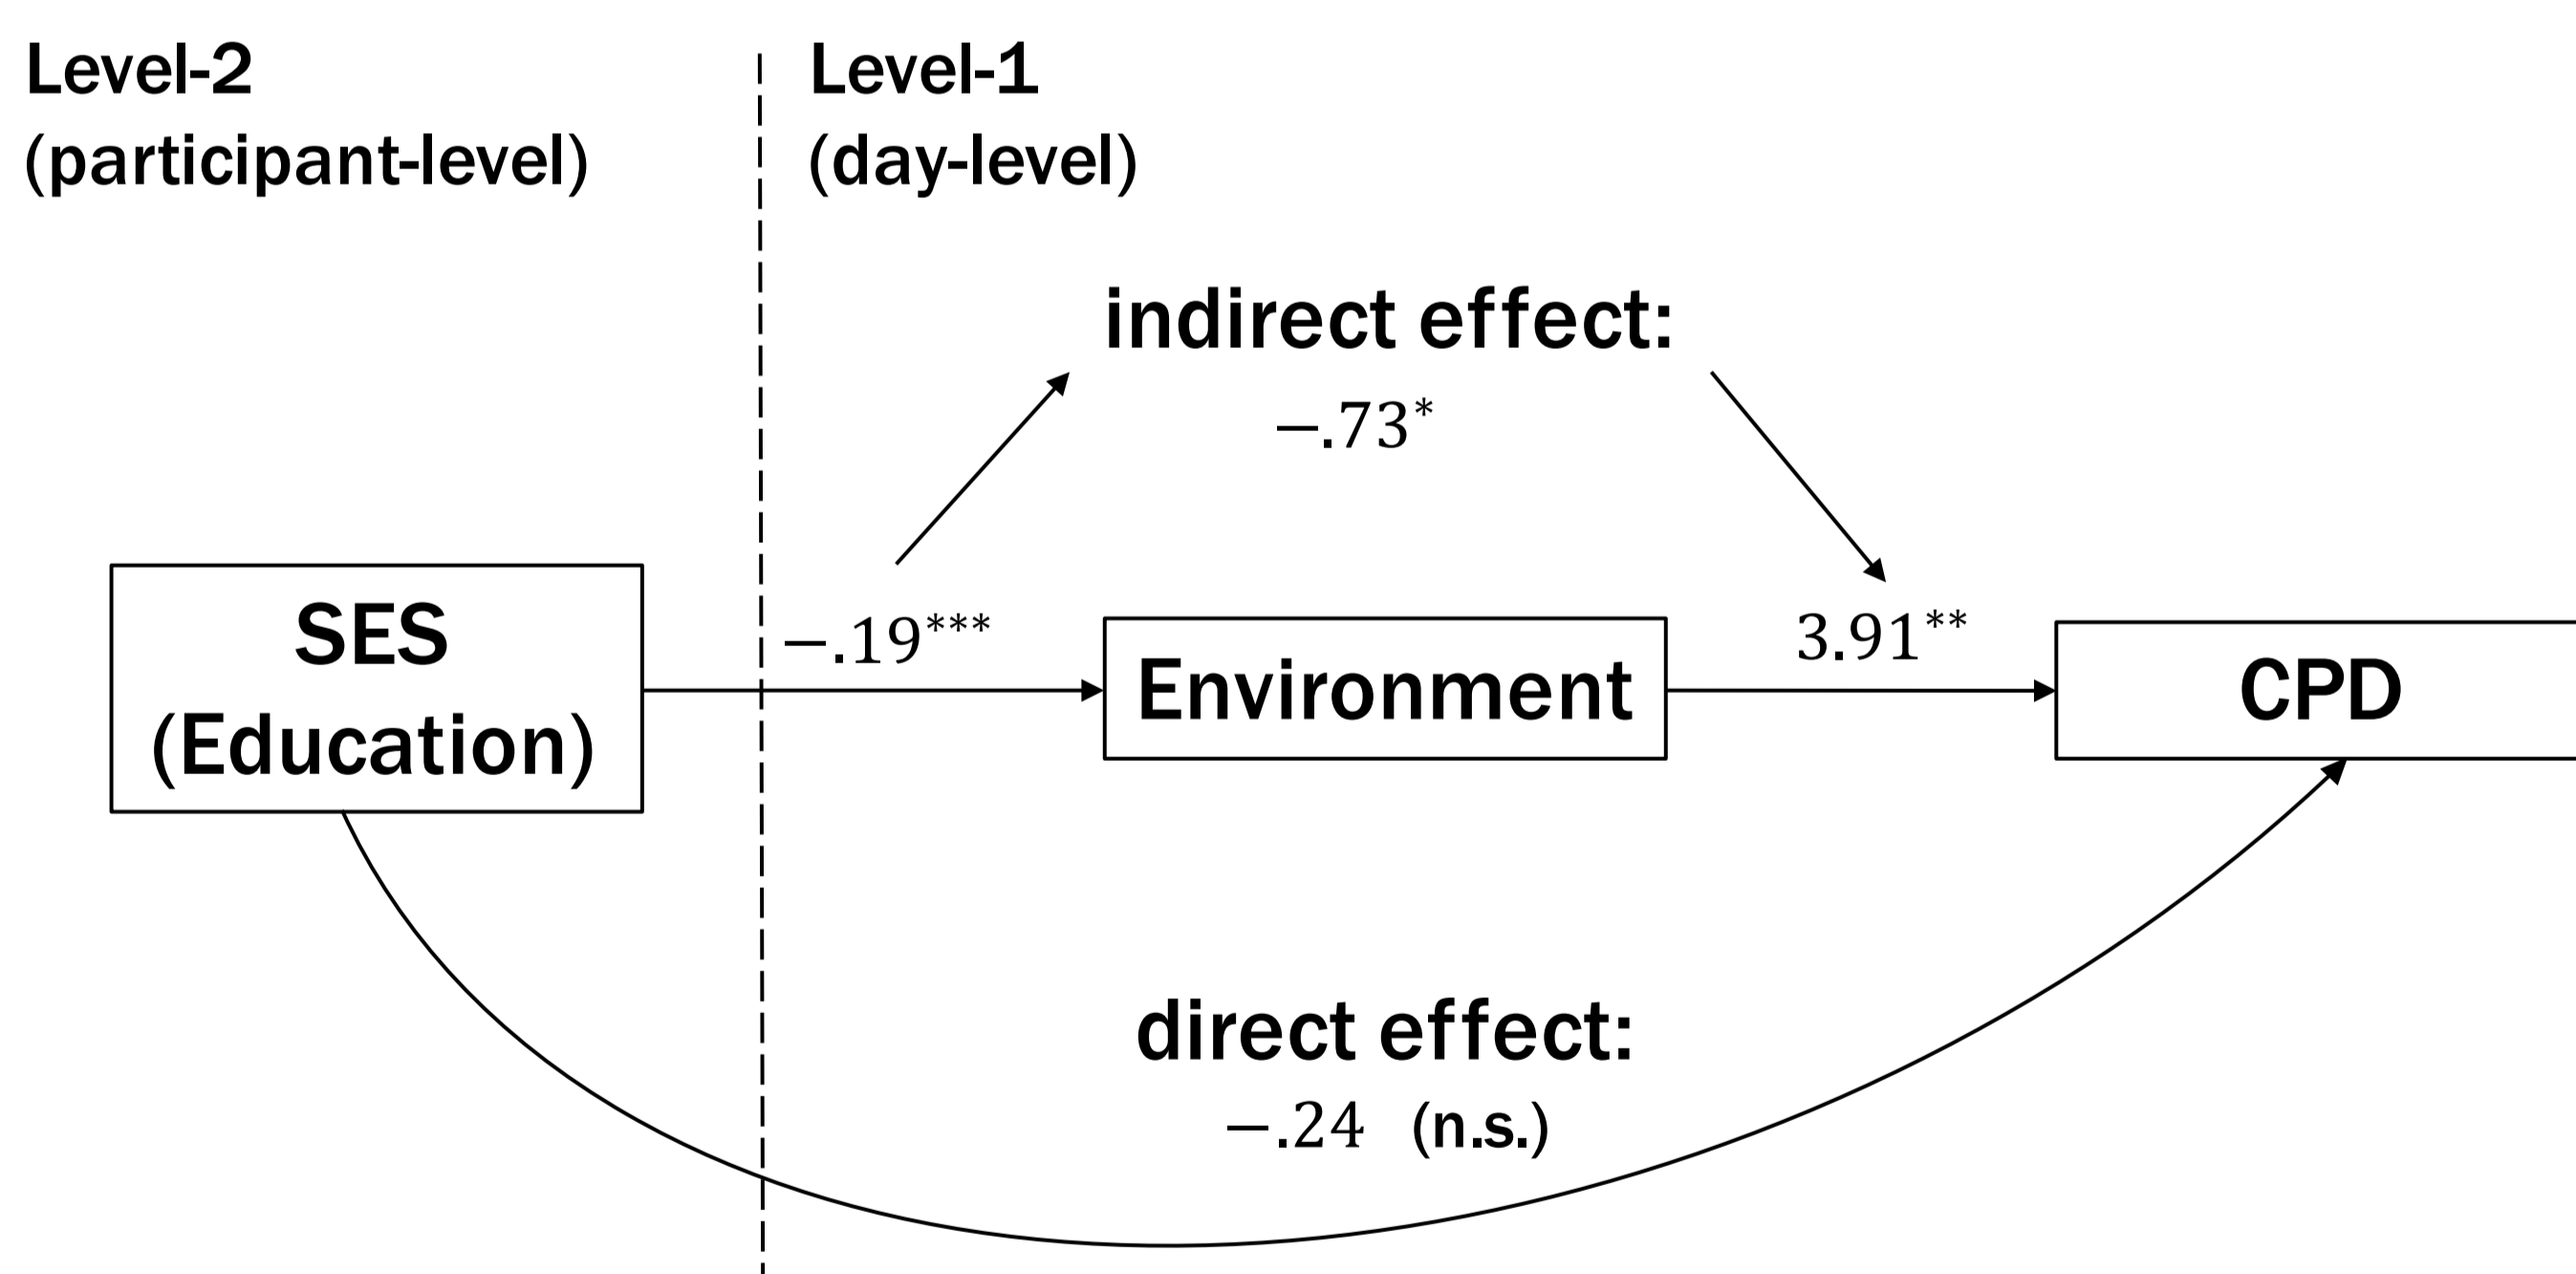 Level-2
(participant-level)
Level-1
(day-level)
indirect effect:
−.73*
SES
(Education)
−.19***
Environment
3.91**
CPD
direct effect:
−.24 (n.s.)